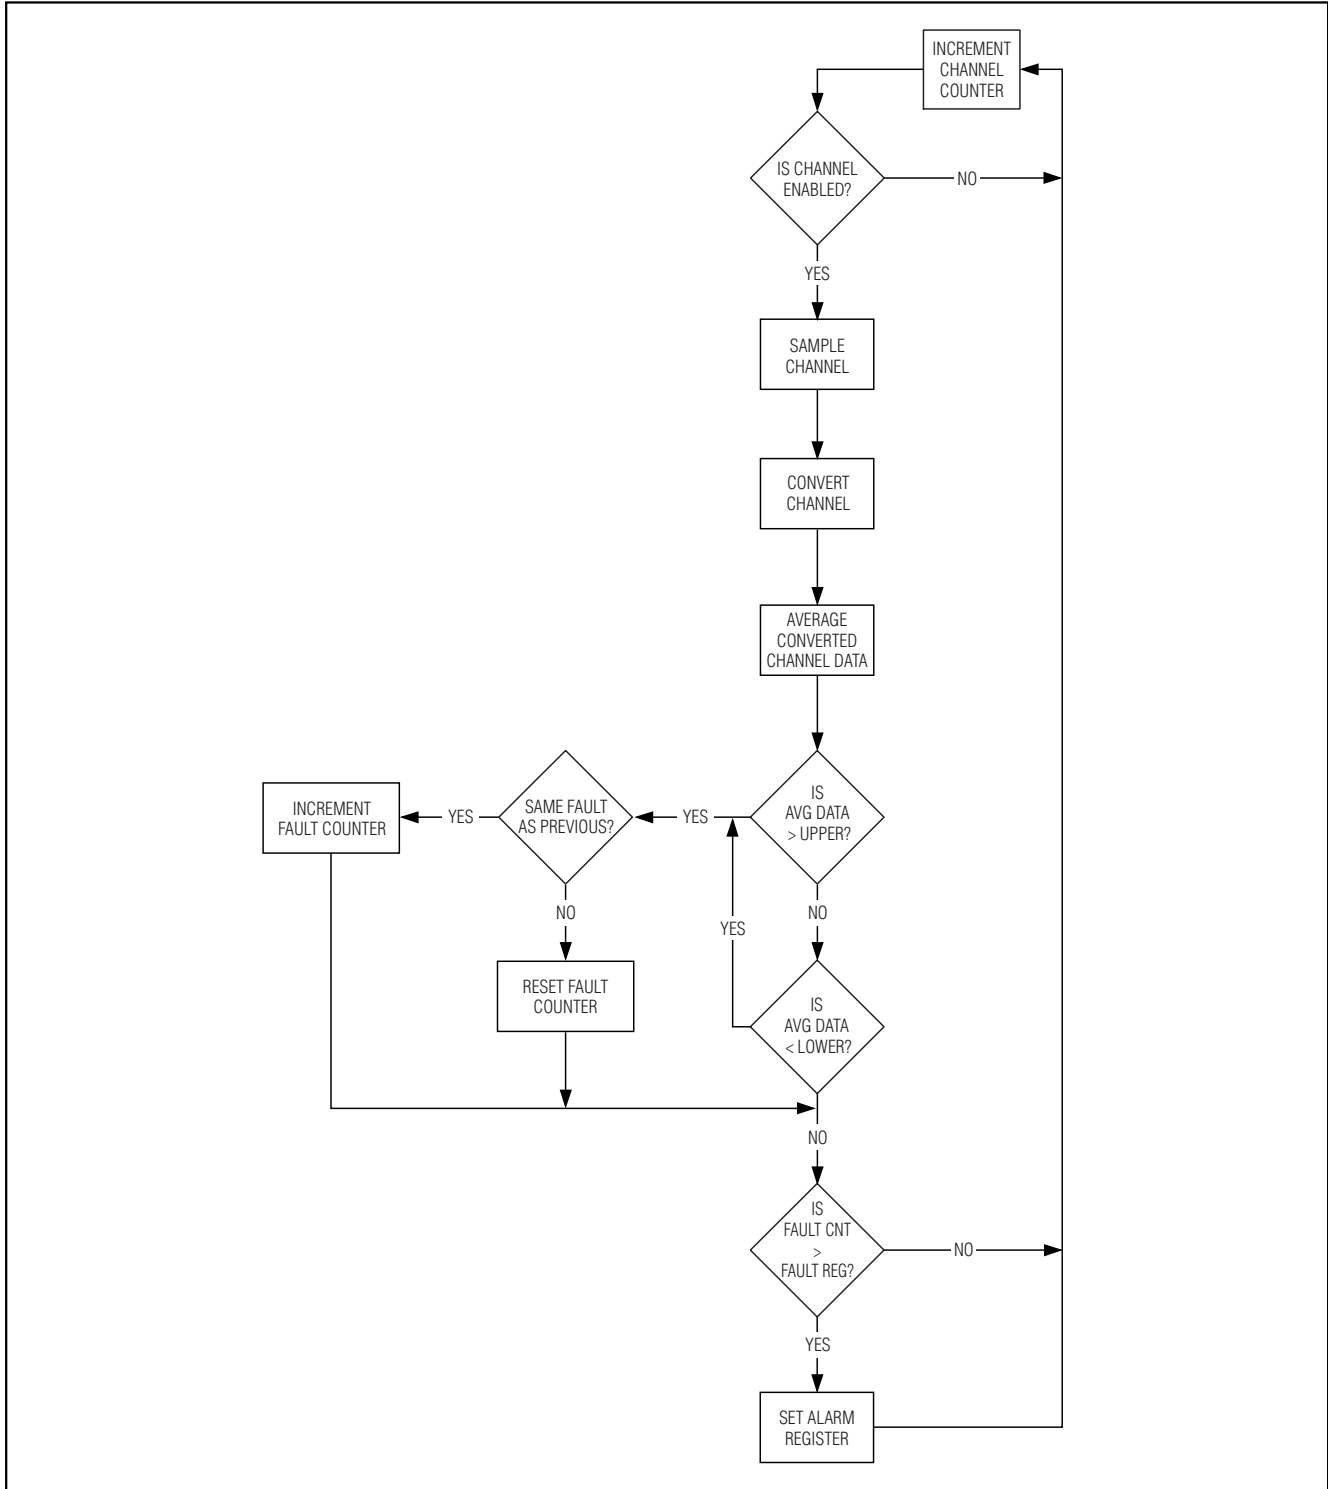 INCREMENT
CHANNEL
COUNTER
IS CHANNEL
ENABLED?
NO
YES
SAMPLE
CHANNEL
CONVERT
CHANNEL
AVERAGE
CONVERTED
CHANNEL DATA
IS
AVG DATA
> UPPER?
YES
SAME FAULT
AS PREVIOUS?
YES
INCREMENT
FAULT COUNTER
NO
RESET FAULT
COUNTER
NO
YES
IS
AVG DATA
< LOWER?
NO
IS
FAULT CNT
>
FAULT REG?
NO
YES
SET ALARM
REGISTER